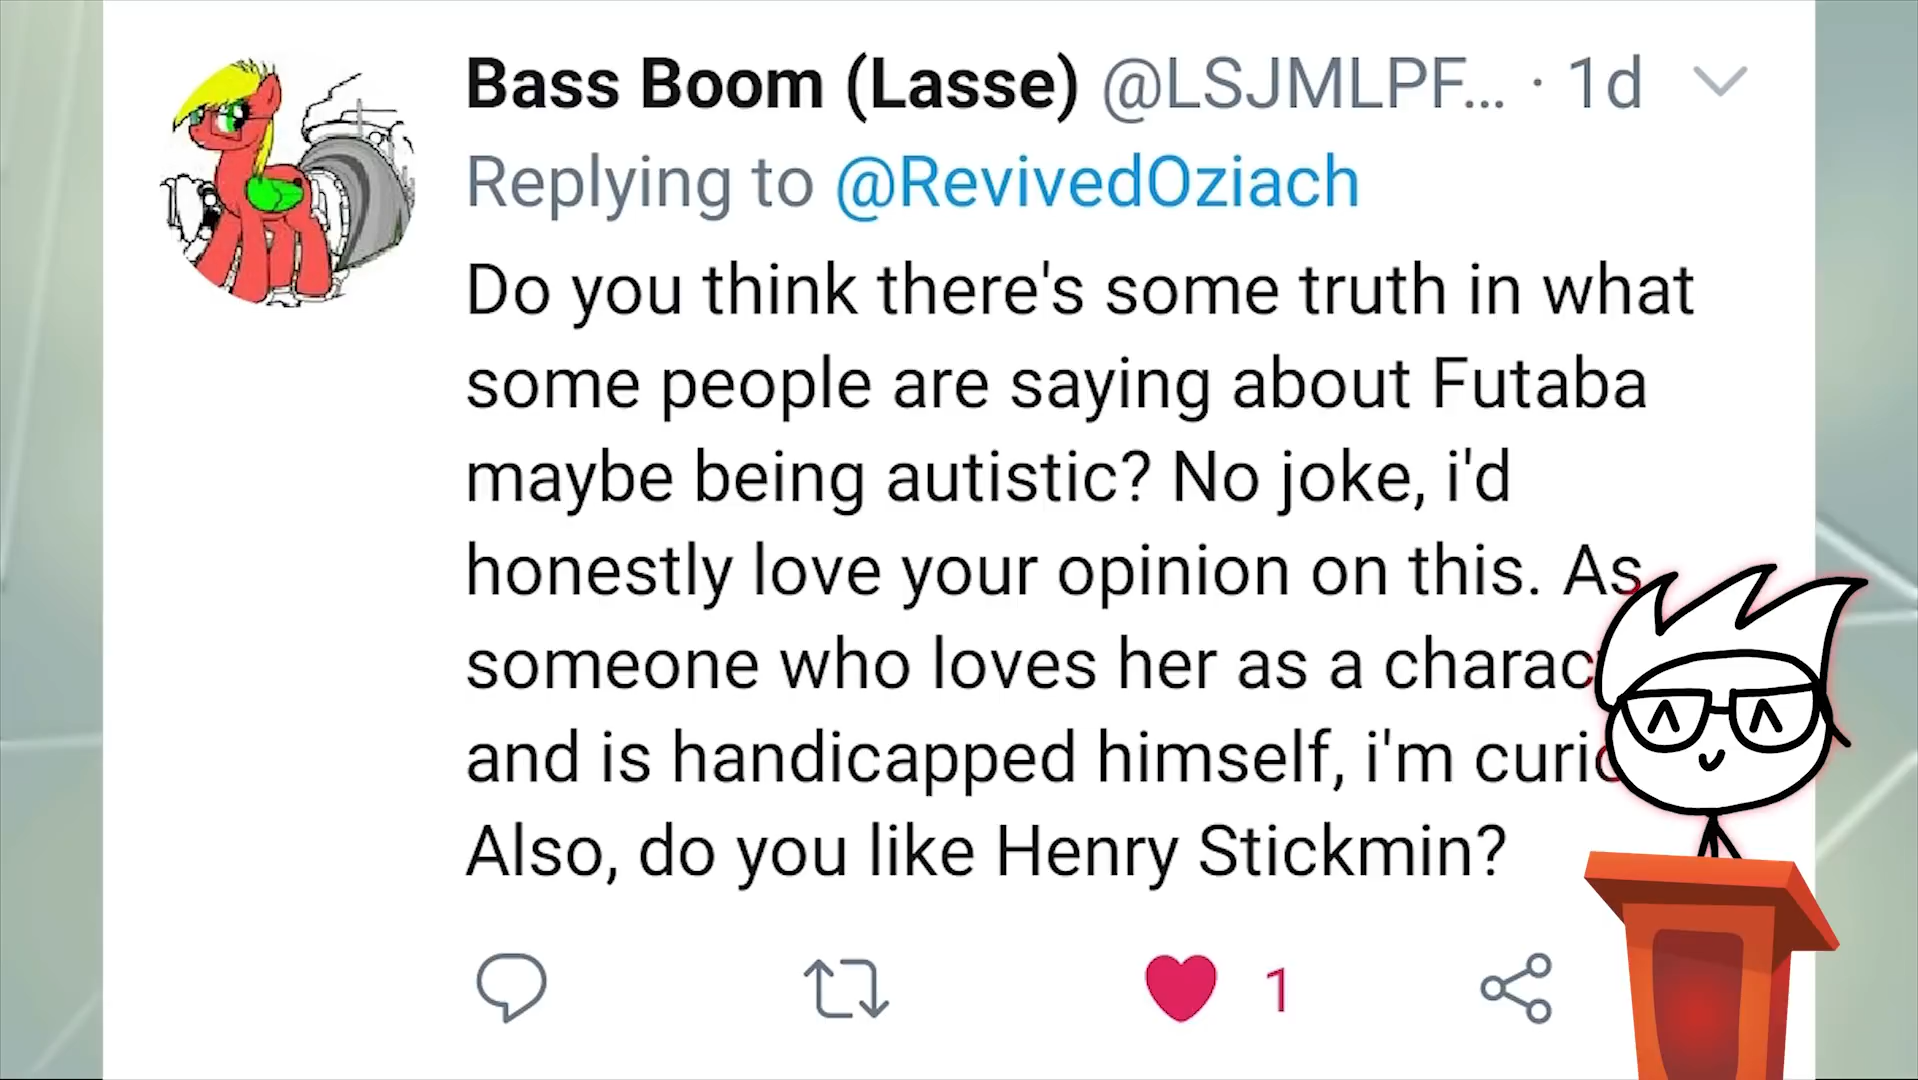 Bass Boom (Lasse) @LSJMLPF... · 1d
Replying to @RevivedOziach
Do you think there's some truth in what
some people are saying about Futaba
maybe being autistic? No joke, i'd
honestly love your opinion on this. As
someone who loves her as a charac
and is handicapped himself, i'm curio
Also, do you like Henry Stickmin?
1